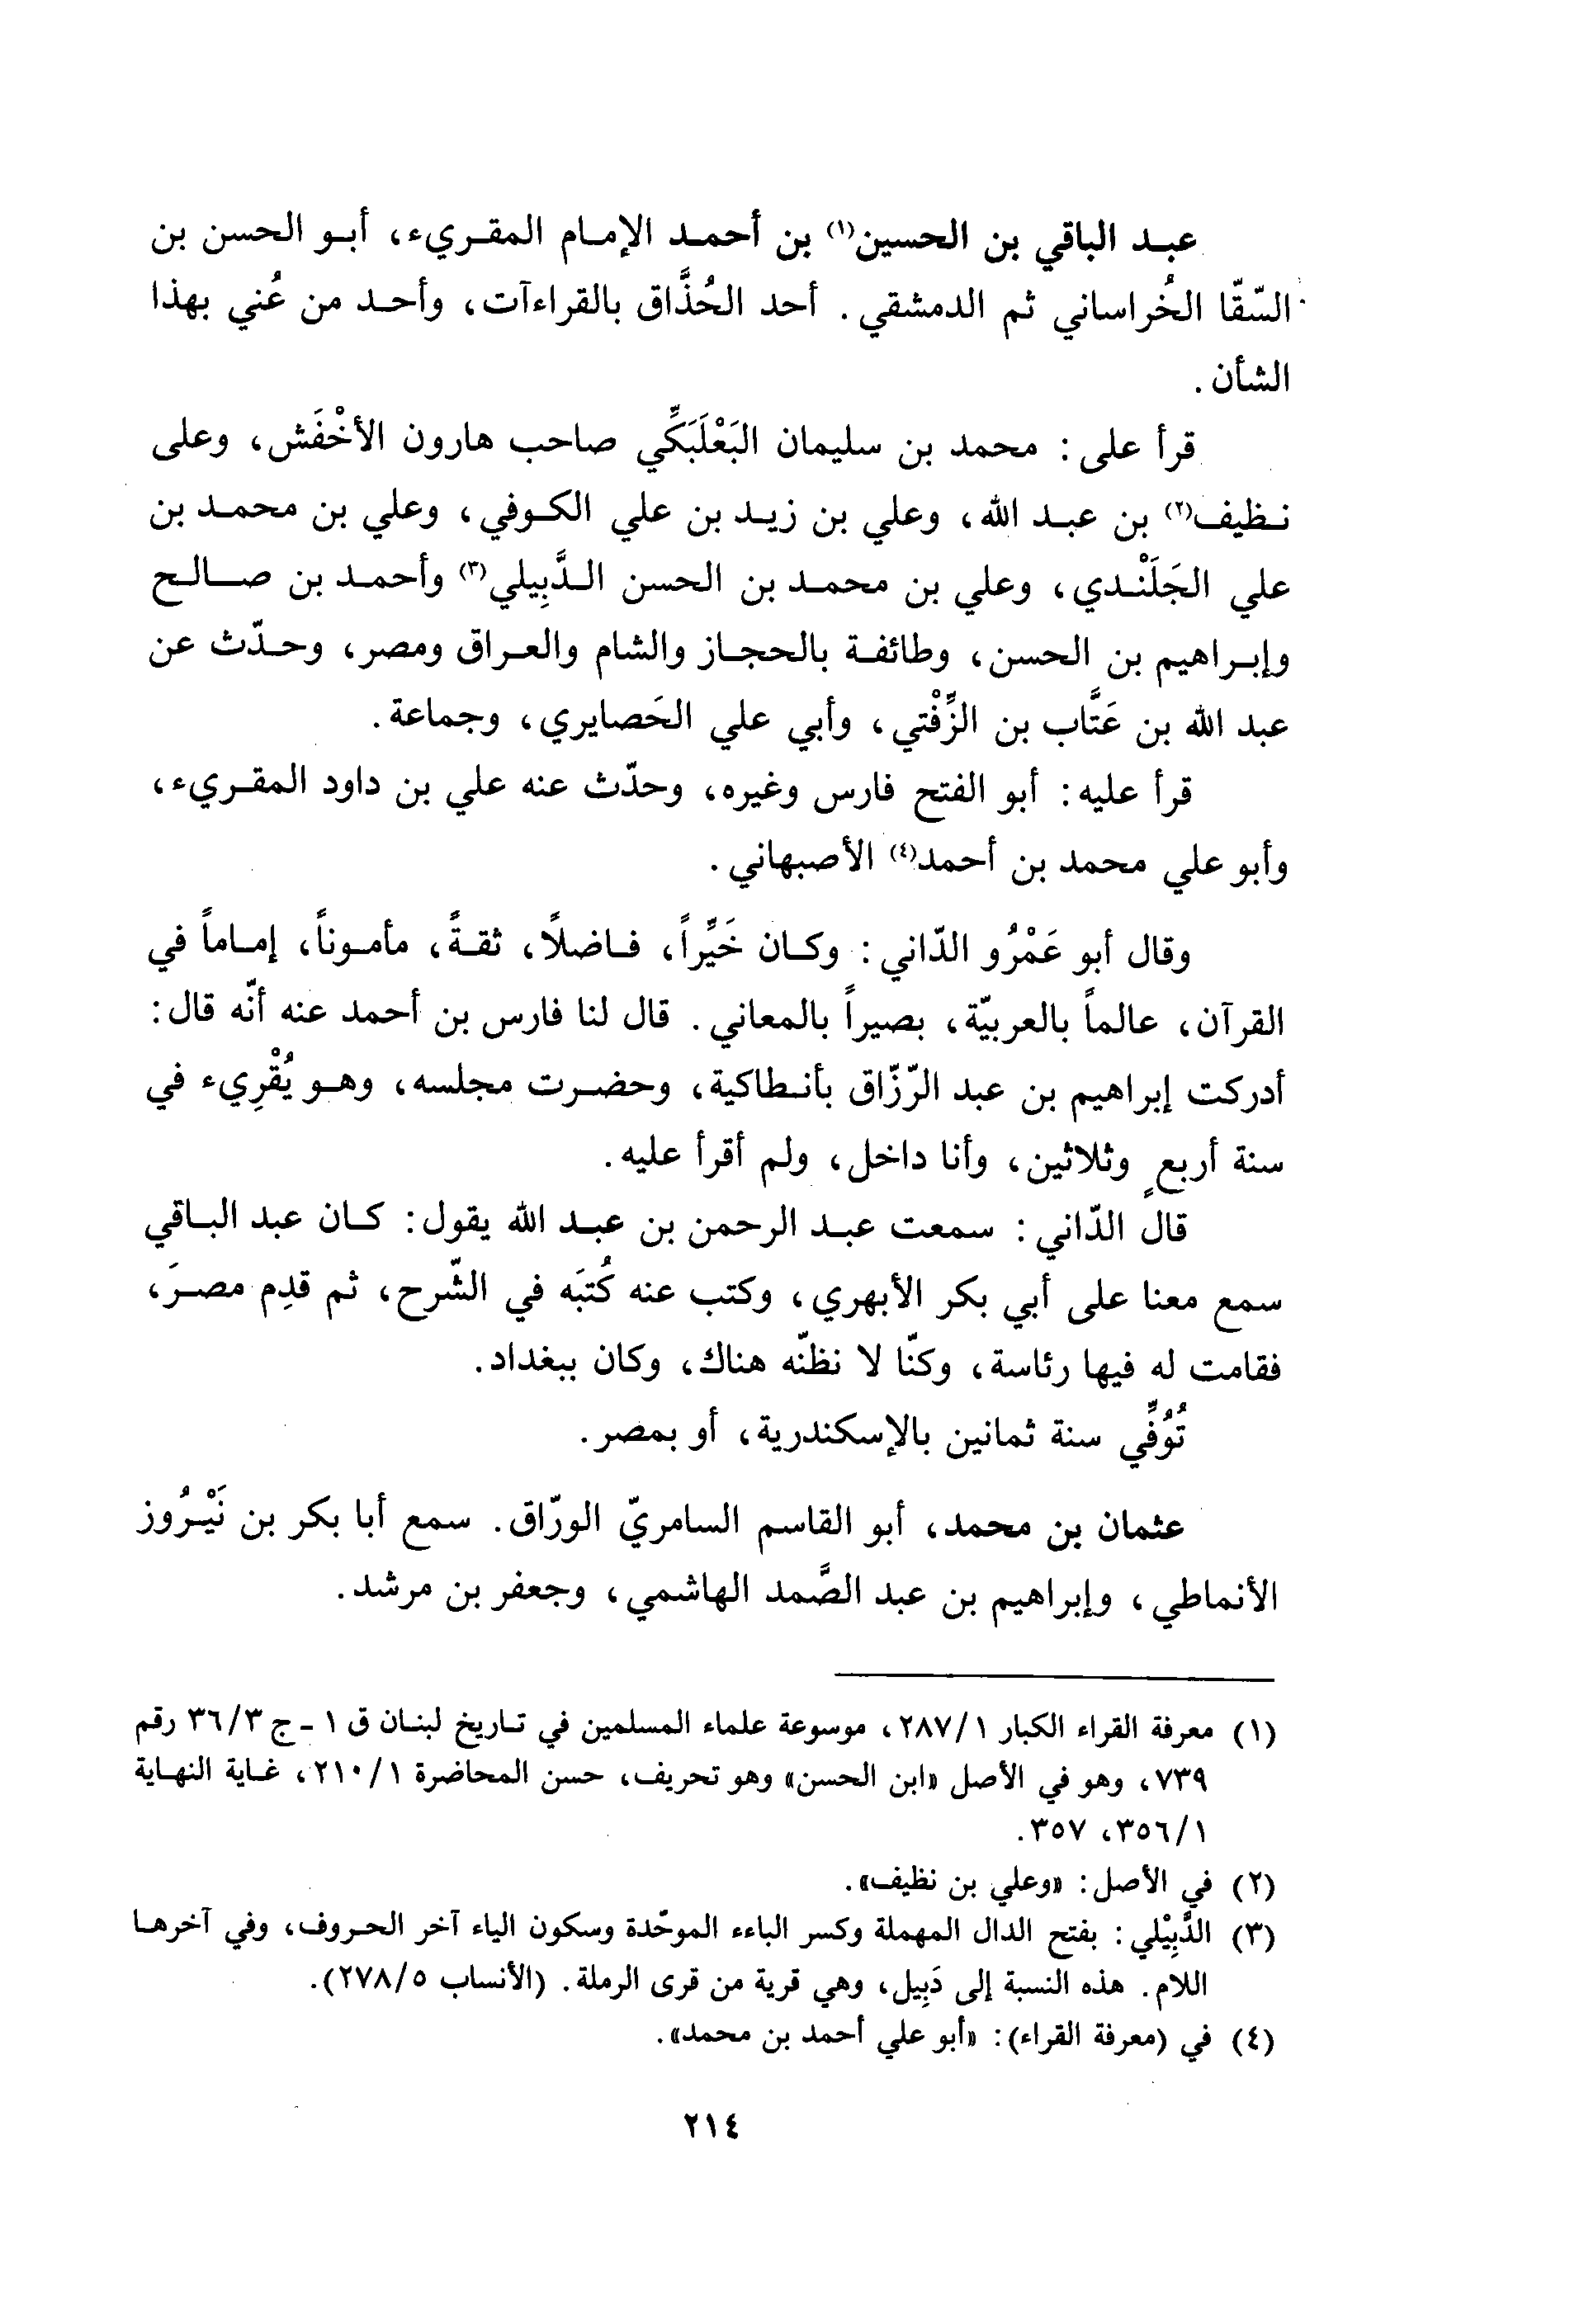 عبد الباقي بن الحسين(١) بن أحمد الإمام المقريء، أبو الحسن بن
السّقّا الخُراساني ثم الدمشقي. أحد الحُذَّاق بالقراءآت، وأحد من عُني بهذا
الشأن.
قرأ على: محمد بن سليمان البَعْلَبَكِّي صاحب هارون الأخْفَش، وعلى
نظيف(٢) بن عبد الله، وعلي بن زيد بن علي الكوفي، وعلي بن محمد بن
علي الجَلَنْدي، وعلي بن محمد بن الحسن الدَّبِيلي(٣) وأحمد بن صالح
وإبراهيم بن الحسن، وطائفة بالحجاز والشام والعراق ومصر، وحدّث عن
عبد الله بن عَتَّاب بن الزِّفْتي، وأبي علي الحَصايري، وجماعة.
قرأ عليه: أبو الفتح فارس وغيره، وحدّث عنه علي بن داود المقريء،
وأبو علي محمد بن أحمد(٤) الأصبهاني.
وقال أبو عَمْرُو الدّاني: وكان خَيِّراً، فاضلاً، ثقةً، مأموناً، إماماً في
القرآن، عالماً بالعربيّة، بصيراً بالمعاني. قال لنا فارس بن أحمد عنه أنّه قال:
أدركت إبراهيم بن عبد الرّزّاق بأنطاكية، وحضرت مجلسه، وهو يُقْرِيء في
سنة أربعٍ وثلاثين، وأنا داخل، ولم أقرأ عليه.
قال الدّاني: سمعت عبد الرحمن بن عبد الله يقول: كان عبد الباقي
سمع معنا على أبي بكر الأبهري، وكتب عنه كُتبَه في الشّرح، ثم قدِم مصرَ،
فقامت له فيها رئاسة، وكنّا لا نظنّه هناك، وكان ببغداد.
تُوُفِّي سنة ثمانين بالإسكندرية، أو بمصر.
عثمان بن محمد، أبو القاسم السامريّ الورّاق. سمع أبا بكر بن نَيْرُوز
الأنماطي، وإبراهيم بن عبد الصَّمد الهاشمي، وجعفر بن مرشد.
(١) معرفة القراء الكبار ٢٨٧/١، موسوعة علماء المسلمين في تاريخ لبنان ق ١ - ج ٣٦/٣ رقم
٧٣٩، وهو في الأصل «ابن الحسن» وهو تحريف، حسن المحاضرة ٢١٠/١، غاية النهاية
٣٥٦/١، ٣٥٧.
(٢) في الأصل: «وعلي بن نظيف».
(٣) الدَّبِيْلي: بفتح الدال المهملة وكسر الباءء الموحّدة وسكون الياء آخر الحروف، وفي آخرها
اللام. هذه النسبة إلى دَبِيل، وهي قرية من قرى الرملة. (الأنساب ٢٧٨/٥).
(٤) في (معرفة القراء): «أبو علي أحمد بن محمد».
٢١٤